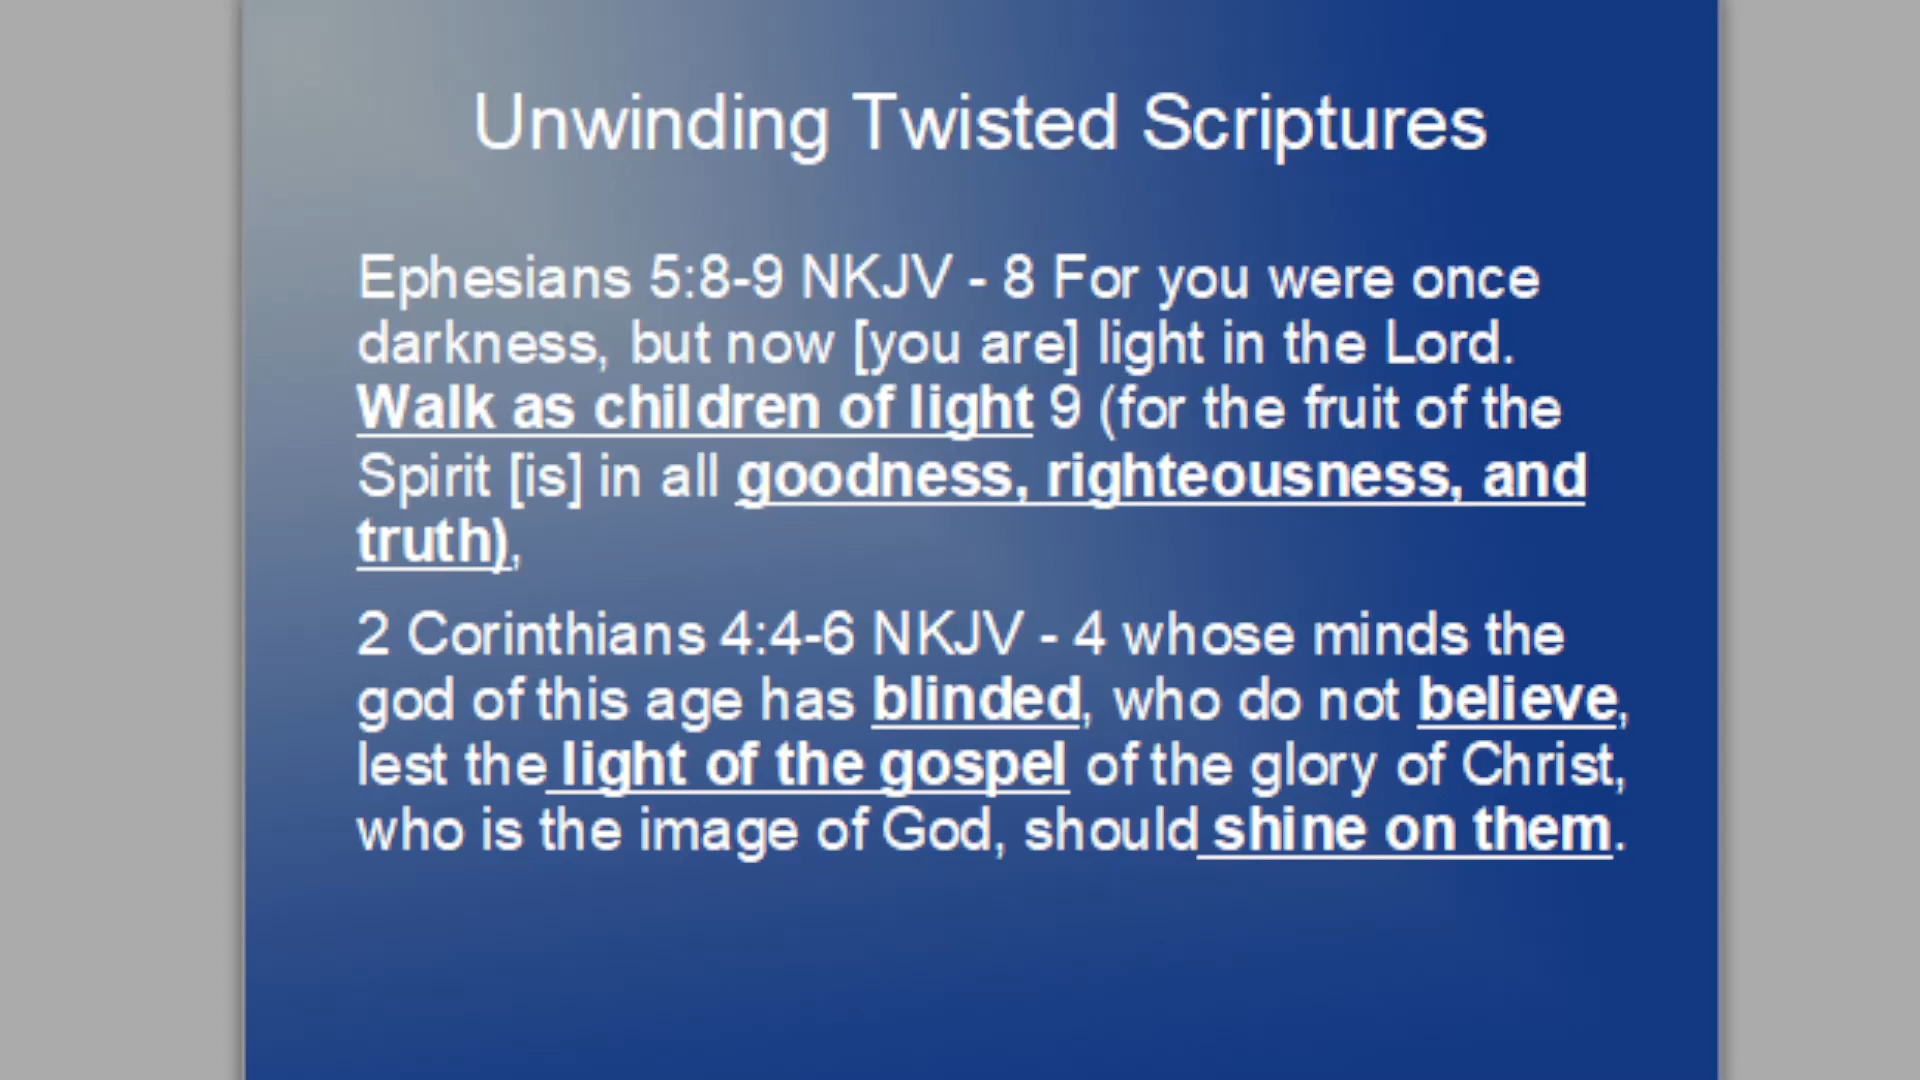 Unwinding Twisted Scriptures
Ephesians 5:8-9 NKJV - 8 For you were once
darkness, but now [you are] light in the Lord.
Walk as children of light 9 (for the fruit of the
Spirit [is] in all goodness, righteousness, and
truth),
2 Corinthians 4:4-6 NKJV - 4 whose minds the
god of this age has blinded, who do not believe,
lest the light of the gospel of the glory of Christ,
who is the image of God, should shine on them.